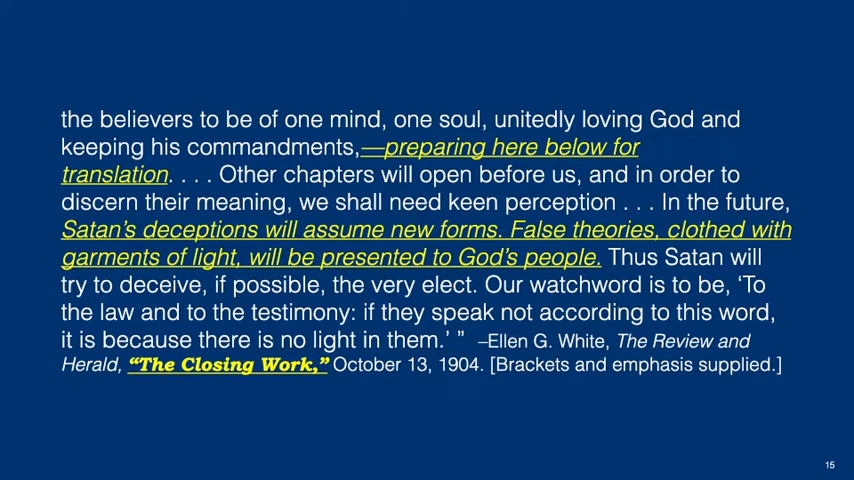 the believers to be of one mind, one soul, unitedly loving God and
keeping his commandments,—preparing here below for
translation. . . . Other chapters will open before us, and in order to
discern their meaning, we shall need keen perception . . . In the future,
Satan’s deceptions will assume new forms. False theories, clothed with
garments of light, will be presented to God’s people. Thus Satan will
try to deceive, if possible, the very elect. Our watchword is to be, ‘To
the law and to the testimony: if they speak not according to this word,
it is because there is no light in them.’ ” –Ellen G. White, The Review and
Herald, “The Closing Work,” October 13, 1904. [Brackets and emphasis supplied.]
15